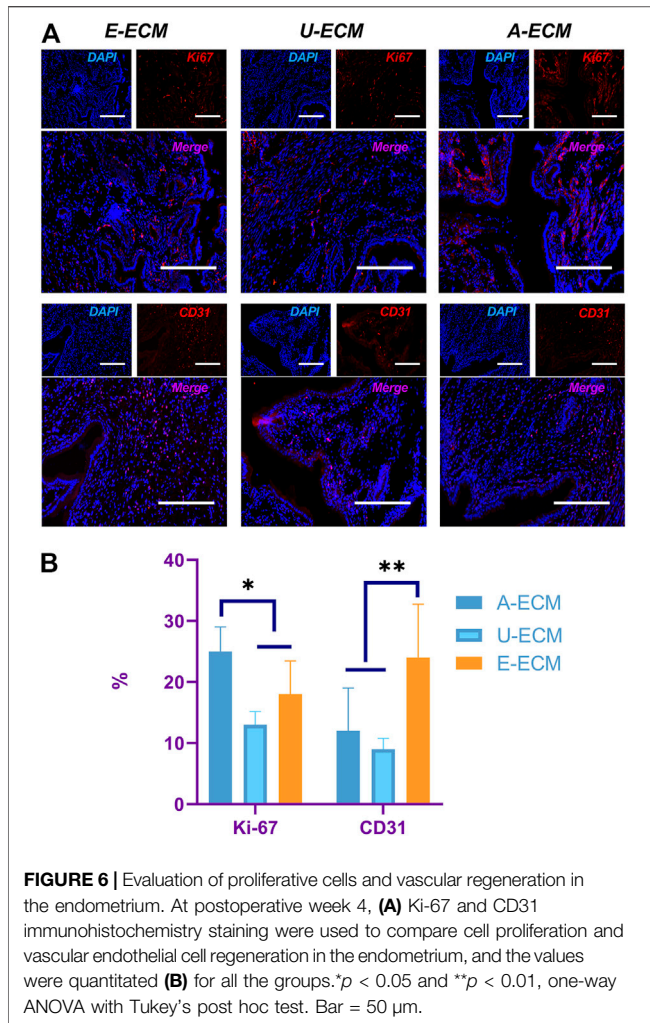 A
E-ECM U-ECM A-ECM
DAPI Ki67 DAPI Ki67 DAPI Ki67
Merge Merge Merge
DAPI CD31 DAPI CD31 DAPI CD31
Merge Merge Merge
B
40
30
20
10
0
%
* **
A-ECM
U-ECM
E-ECM
Ki-67 CD31
FIGURE 6 | Evaluation of proliferative cells and vascular regeneration in
the endometrium. At postoperative week 4, (A) Ki-67 and CD31
immunohistochemistry staining were used to compare cell proliferation and
vascular endothelial cell regeneration in the endometrium, and the values
were quantitated (B) for all the groups.*p < 0.05 and **p < 0.01, one-way
ANOVA with Tukey's post hoc test. Bar = 50 μm.